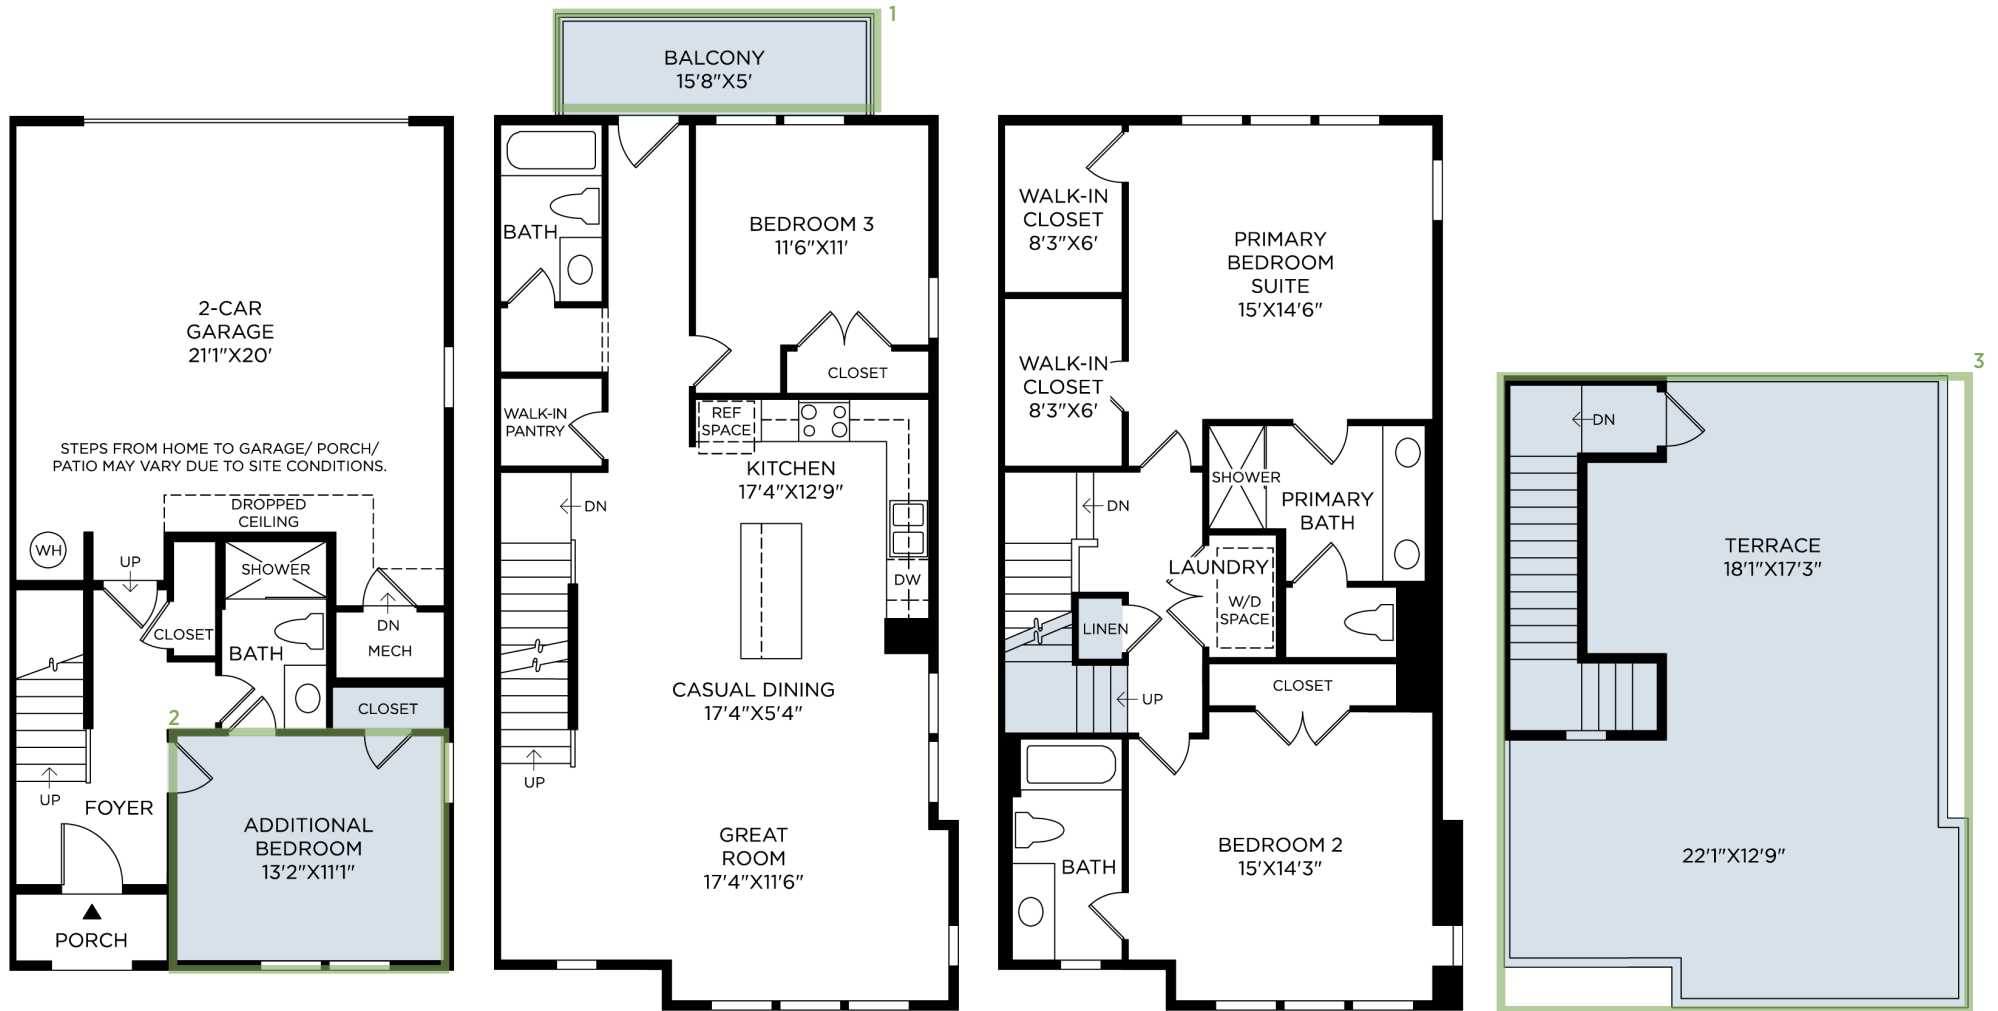 2-CAR
GARAGE
21'1"X20'
STEPS FROM HOME TO GARAGE/ PORCH/
PATIO MAY VARY DUE TO SITE CONDITIONS.
DROPPED
CEILING
WH
UP
SHOWER
CLOSET
DN
BATH
MECH
CLOSET
2
UP
FOYER
ADDITIONAL
BEDROOM
13'2"X11'1"
PORCH
1
BALCONY
15'8"X5'
BATH
BEDROOM 3
11'6"X11'
CLOSET
WALK-IN
PANTRY
REF
SPACE
KITCHEN
17'4"X12'9"
DN
DW
CASUAL DINING
17'4"X5'4"
UP
GREAT
ROOM
17'4"X11'6"
WALK-IN
CLOSET
8'3"X6'
PRIMARY
BEDROOM
SUITE
15'X14'6"
WALK-IN
CLOSET
8'3"X6'
SHOWER
PRIMARY
BATH
DN
LAUNDRY
W/D
SPACE
LINEN
UP
CLOSET
BEDROOM 2
15'X14'3"
BATH
3
DN
TERRACE
18'1"X17'3"
22'1"X12'9"